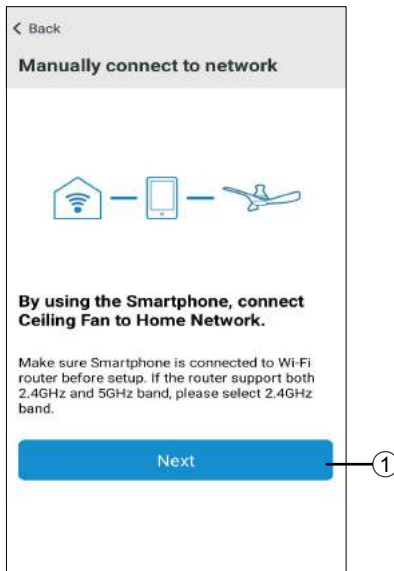 < Back
Manually connect to network
By using the Smartphone, connect
Ceiling Fan to Home Network.
Make sure Smartphone is connected to Wi-Fi
router before setup. If the router support both
2.4GHz and 5GHz band, please select 2.4GHz
band.
Next
①